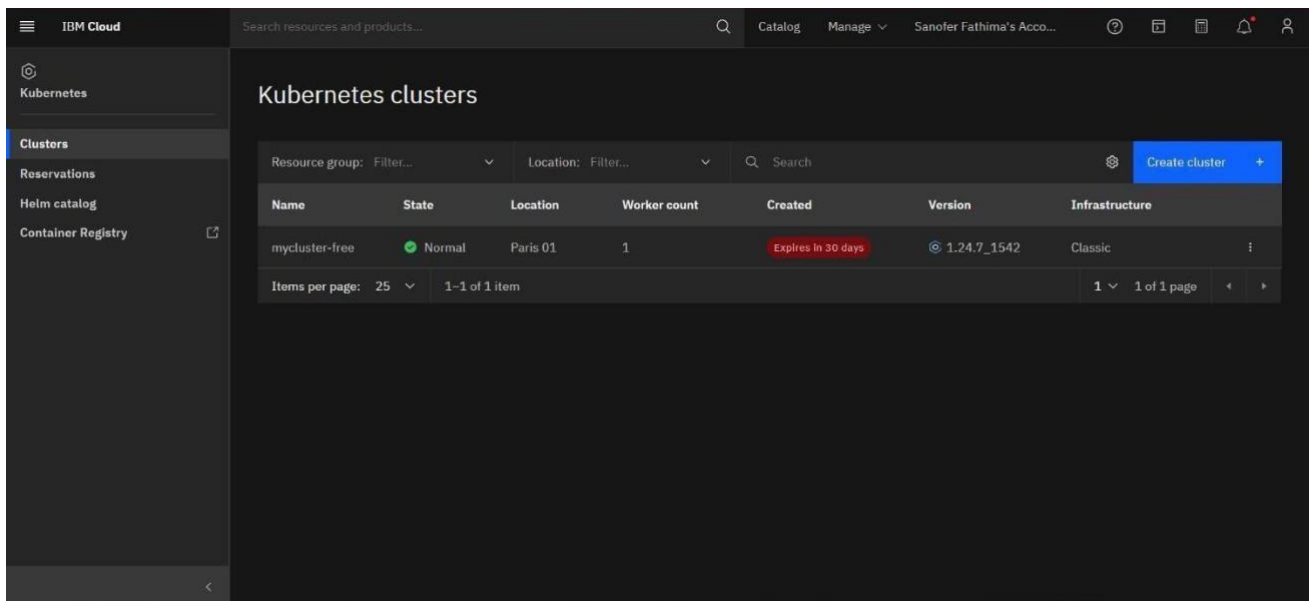 IBM Cloud Search resources and products... Catalog Manage Sanofer Fathima's Acco...
Kubernetes
Kubernetes clusters
Clusters
Reservations
Helm catalog
Container Registry
Resource group: Filter... Location: Filter... Search Create cluster +
Name State Location Worker count Created Version Infrastructure
mycluster-free Normal Paris 01 1 Expires in 30 days 1.24.7_1542 Classic
Items per page: 25 1–1 of 1 item 1 1 of 1 page